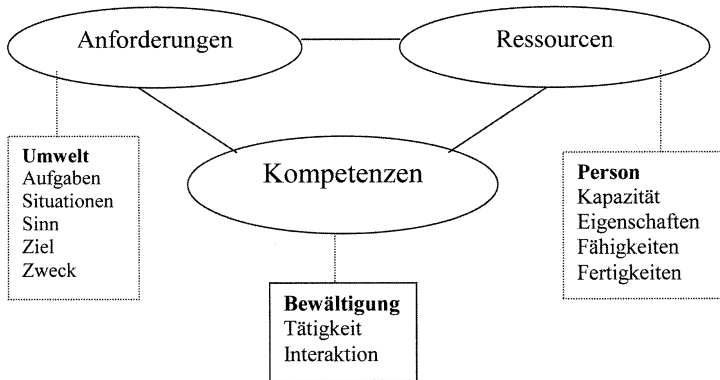 Anforderungen
Ressourcen
Kompetenzen
Umwelt
Aufgaben
Situationen
Sinn
Ziel
Zweck
Person
Kapazität
Eigenschaften
Fähigkeiten
Fertigkeiten
Bewältigung
Tätigkeit
Interaktion